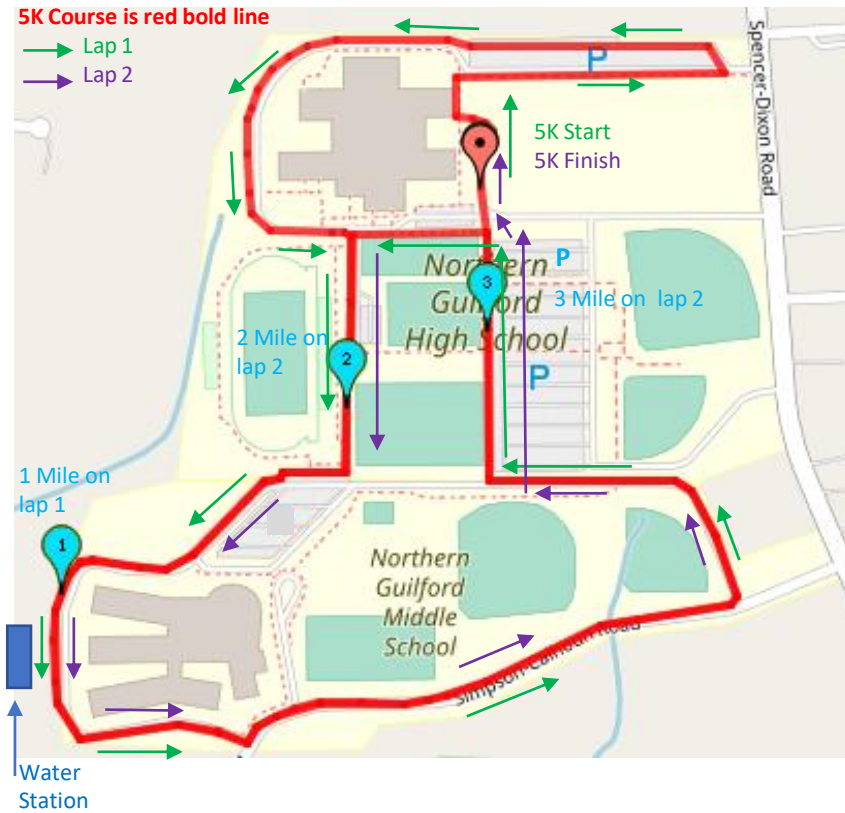 5K Course is red bold line
Lap 1
Lap 2
P
Spencer-Dixon Road
5K Start
5K Finish
P
Northern
Guilford
High School
3
3 Mile on lap 2
2 Mile on
lap 2
2
P
1 Mile on
lap 1
1
Northern
Guilford
Middle
School
Simpson-Calhoun Road
Water
Station